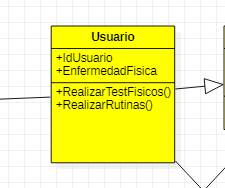 Usuario
+IdUsuario
+EnfermedadFisica
+RealizarTestFisicos()
+RealizarRutinas()